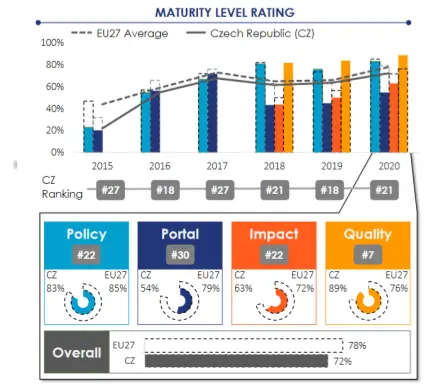 MATURITY LEVEL RATING
EU27 Average Czech Republic (CZ)
100%
80%
60%
40%
20%
0%
2015 2016 2017 2018 2019 2020
CZ
Ranking
#27 #18 #27 #21 #18 #21
Policy Portal Impact Quality
#22 #30 #22 #7
CZ EU27 CZ EU27 CZ EU27 CZ EU27
83% 85% 54% 79% 63% 72% 89% 76%
Overall
EU27 78%
CZ 72%